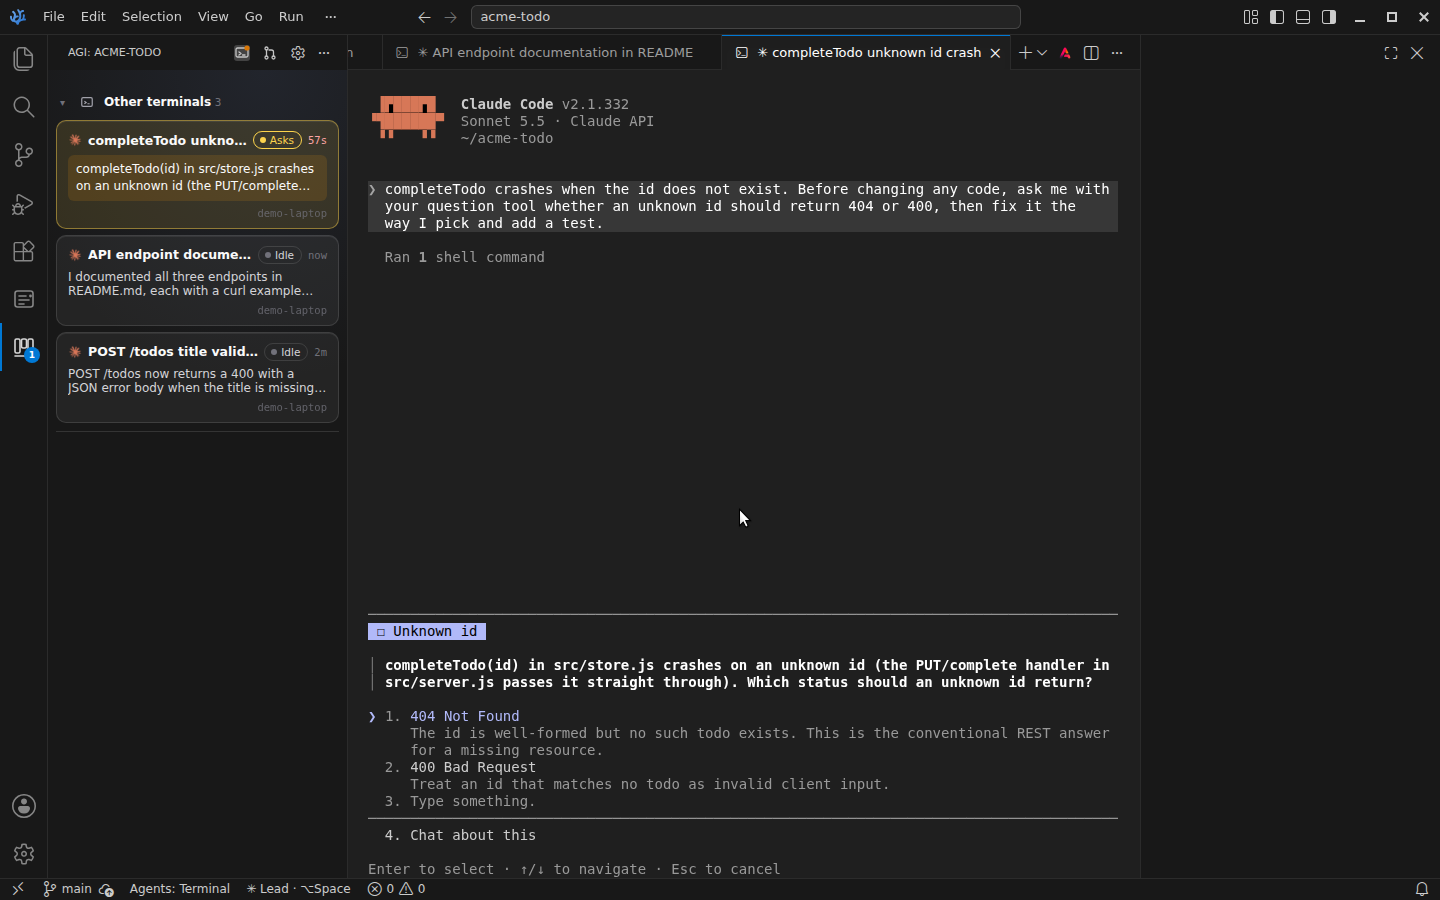 File Edit Selection View Go Run ···
acme-todo
AGI: ACME-TODO
n
✳ API endpoint documentation in README
✳ completeTodo unknown id crash
Other terminals 3
completeTodo unkno... Asks 57s
completeTodo(id) in src/store.js crashes
on an unknown id (the PUT/complete...
demo-laptop
API endpoint docume... Idle now
I documented all three endpoints in
README.md, each with a curl example...
demo-laptop
POST /todos title valid... Idle 2m
POST /todos now returns a 400 with a
JSON error body when the title is missing...
demo-laptop
1
Claude Code v2.1.332
Sonnet 5.5 · Claude API
~/acme-todo
❯ completeTodo crashes when the id does not exist. Before changing any code, ask me with
your question tool whether an unknown id should return 404 or 400, then fix it the
way I pick and add a test.
Ran 1 shell command
☐ Unknown id
completeTodo(id) in src/store.js crashes on an unknown id (the PUT/complete handler in
src/server.js passes it straight through). Which status should an unknown id return?
❯ 1. 404 Not Found
The id is well-formed but no such todo exists. This is the conventional REST answer
for a missing resource.
2. 400 Bad Request
Treat an id that matches no todo as invalid client input.
3. Type something.
4. Chat about this
Enter to select · ↑/↓ to navigate · Esc to cancel
main Agents: Terminal ✳ Lead · ⌥Space 0 0